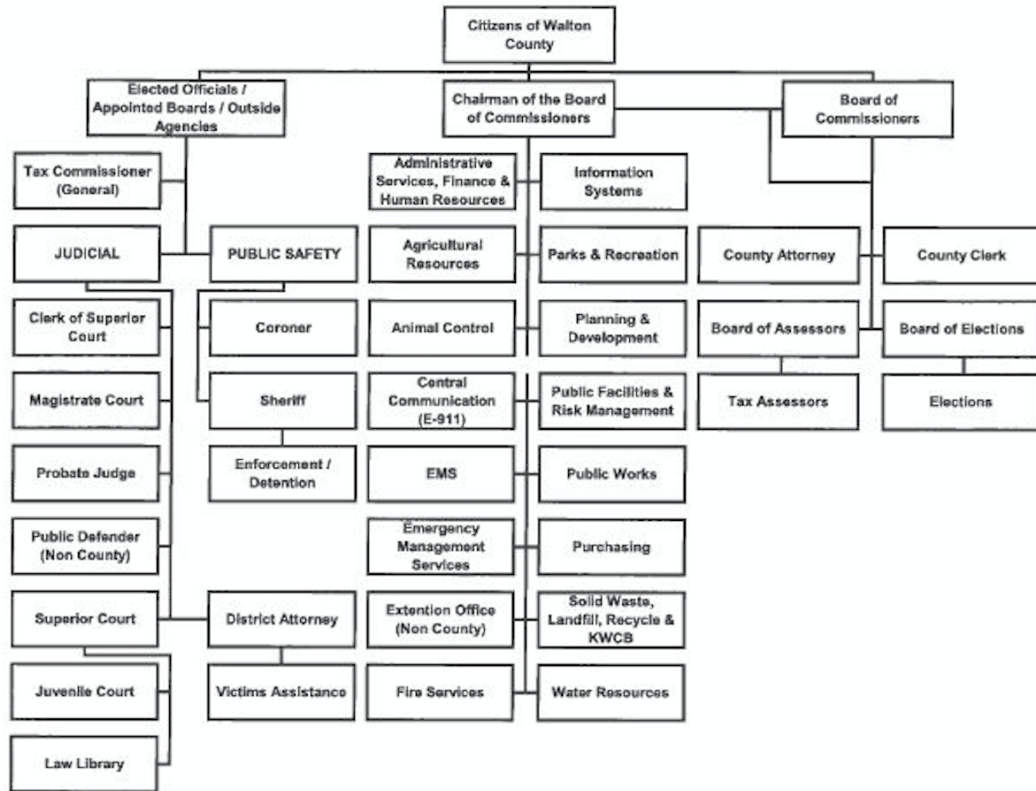 Citizens of Walton
County
Elected Officials /
Appointed Boards / Outside
Agencies
Chairman of the Board
of Commissioners
Board of
Commissioners
Tax Commissioner
(General)
Administrative
Services, Finance &
Human Resources
Information
Systems
JUDICIAL
PUBLIC SAFETY
Agricultural
Resources
Parks & Recreation
County Attorney
County Clerk
Clerk of Superior
Court
Coroner
Animal Control
Planning &
Development
Board of Assessors
Board of Elections
Magistrate Court
Sheriff
Central
Communication
(E-911)
Public Facilities &
Risk Management
Tax Assessors
Elections
Probate Judge
Enforcement /
Detention
EMS
Public Works
Public Defender
(Non County)
Emergency
Management
Services
Purchasing
Superior Court
District Attorney
Extention Office
(Non County)
Solid Waste,
Landfill, Recycle &
KWCB
Juvenile Court
Victims Assistance
Fire Services
Water Resources
Law Library